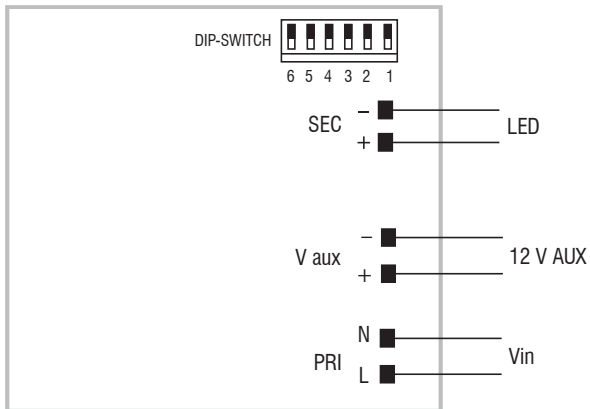 DIP-SWITCH
6 5 4 3 2 1
SEC − LED
+
V aux − 12 V AUX
+
N
PRI Vin
L